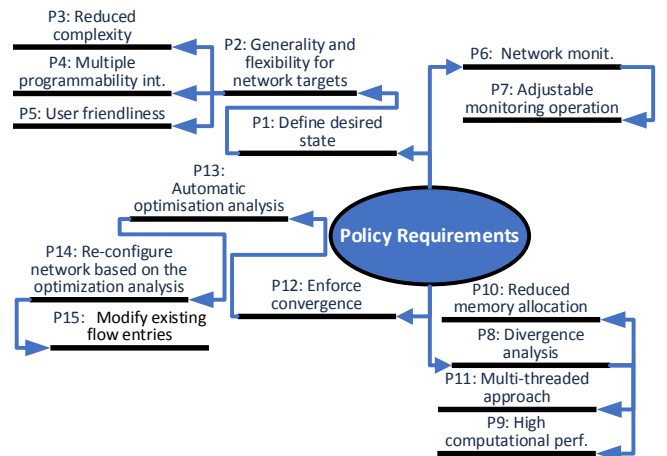 P3: Reduced
complexity
P4: Multiple
programmability int.
P5: User friendliness
P2: Generality and
flexibility for
network targets
P1: Define desired
state
P6: Network monit.
P7: Adjustable
monitoring operation
P13:
Automatic
optimisation analysis
Policy Requirements
P14: Re-configure
network based on the
optimization analysis
P15: Modify existing
flow entries
P12: Enforce
convergence
P10: Reduced
memory allocation
P8: Divergence
analysis
P11: Multi-threaded
approach
P9: High
computational perf.